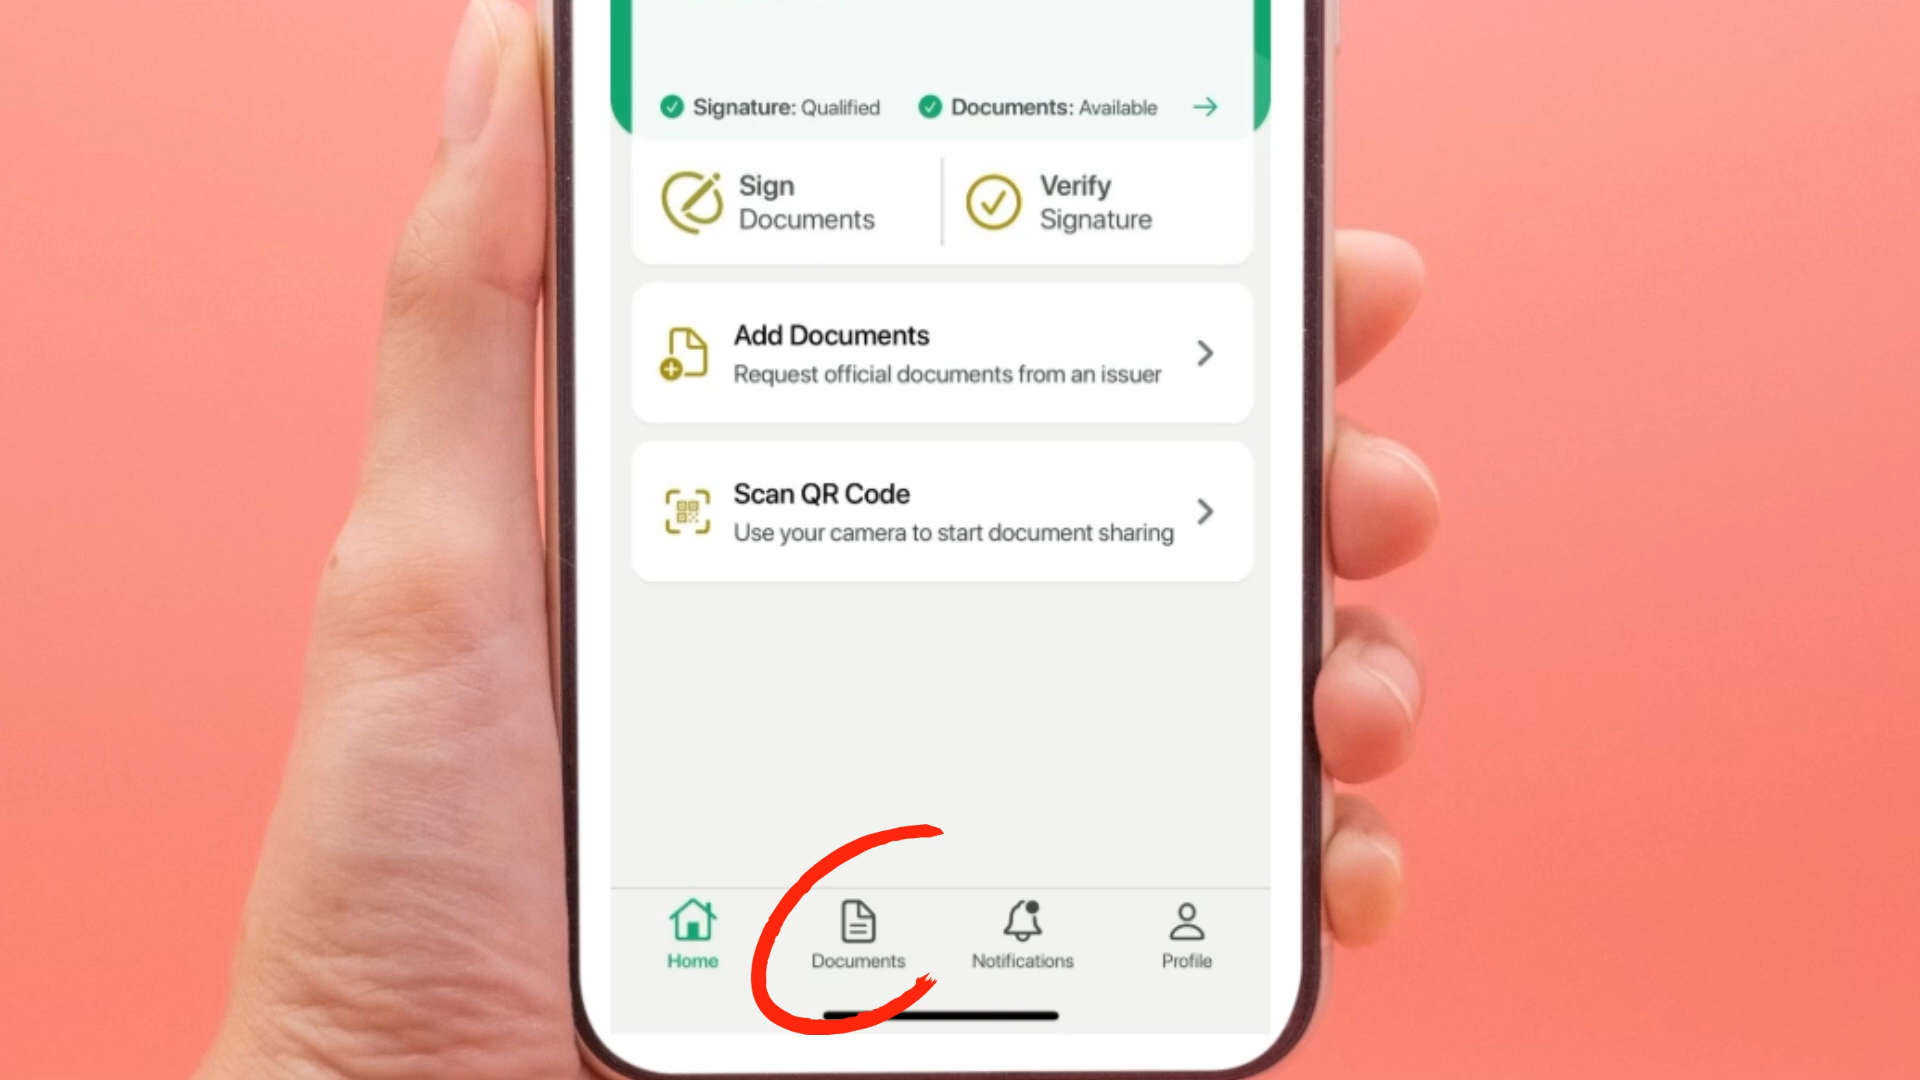 Signature: Qualified Documents: Available
Sign
Documents
Verify
Signature
Add Documents
Request official documents from an issuer
Scan QR Code
Use your camera to start document sharing
Home Documents Notifications Profile